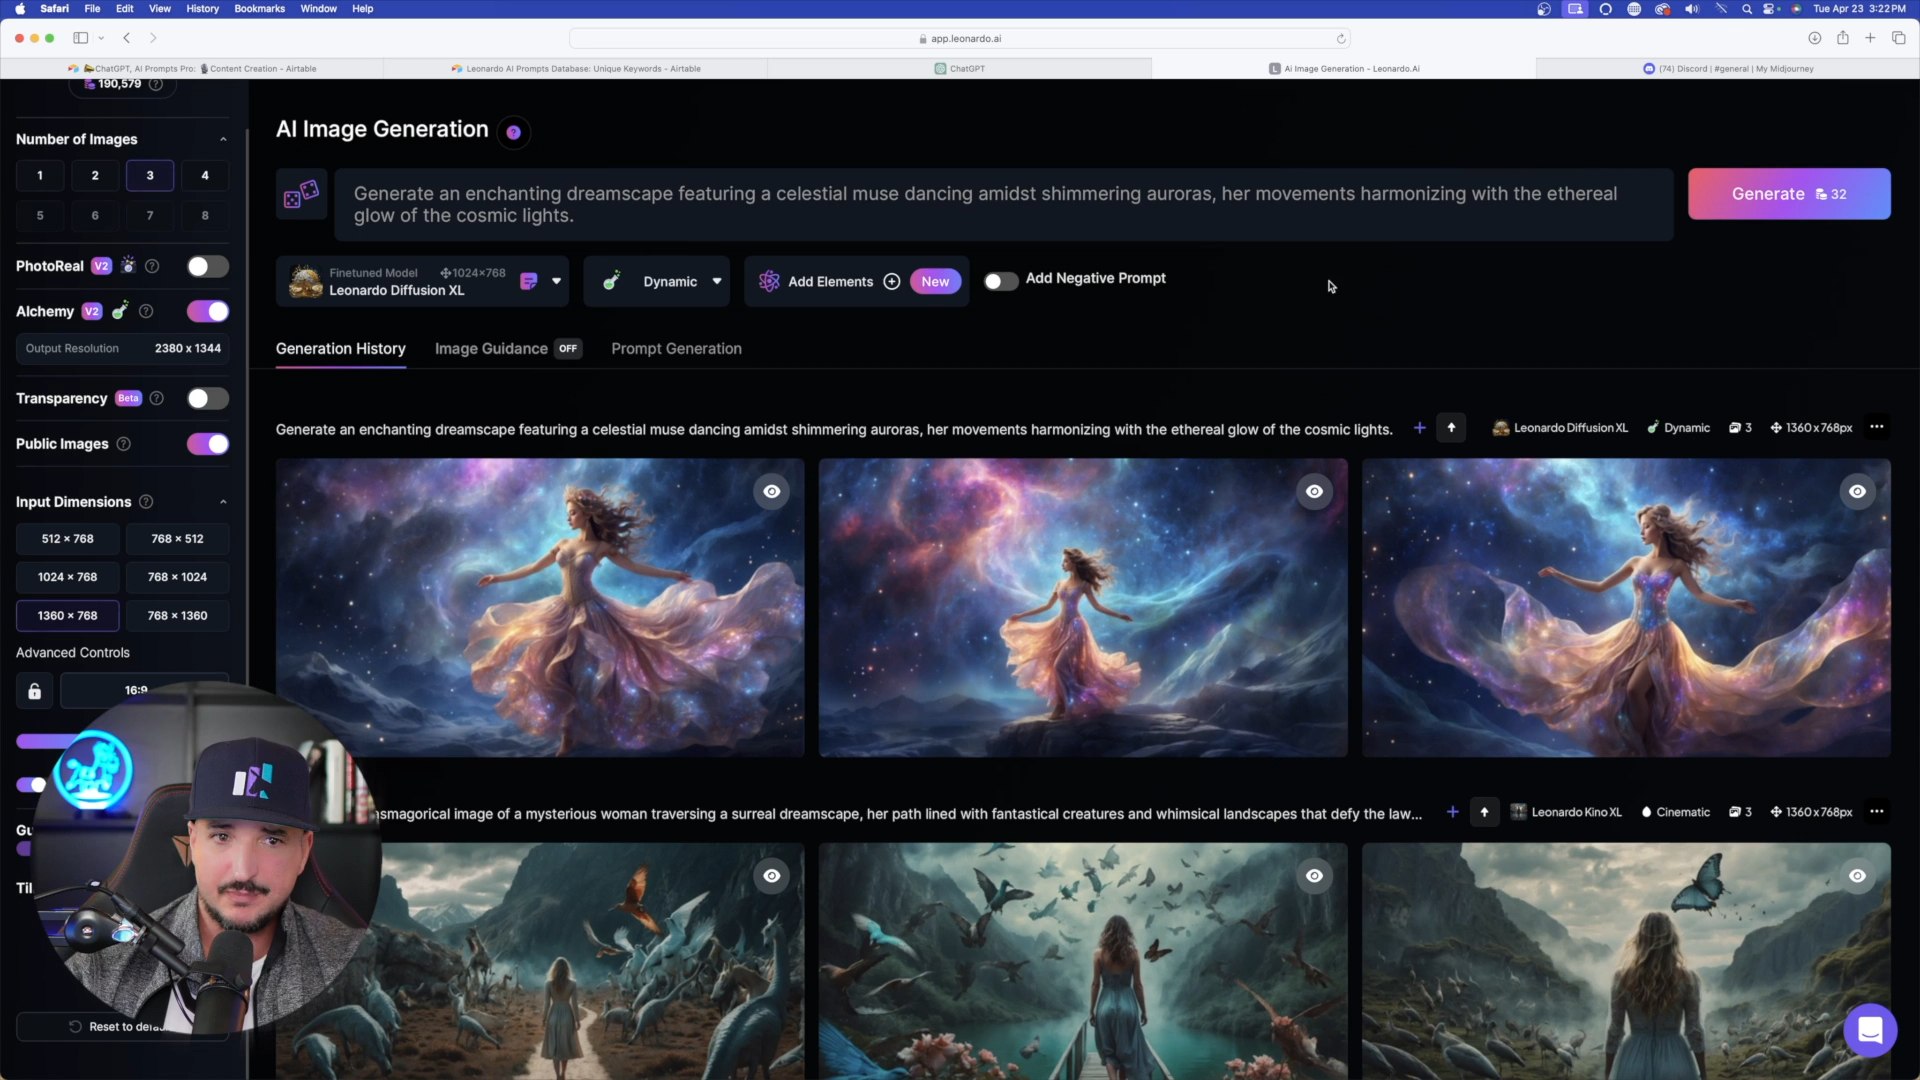 Safari File Edit View History Bookmarks Window Help
Tue Apr 23 3:22 PM
app.leonardo.ai
ChatGPT, AI Prompts Pro: Content Creation - Airtable
Leonardo AI Prompts Database: Unique Keywords - Airtable
ChatGPT
AI Image Generation - Leonardo.Ai
(74) Discord | #general | My Midjourney
190,579 ?
Number of Images
1 2 3 4
5 6 7 8
PhotoReal V2 ?
Alchemy V2 ?
Output Resolution 2380 x 1344
Transparency Beta ?
Public Images ?
Input Dimensions ?
512 × 768 768 × 512
1024 × 768 768 × 1024
1360 × 768 768 × 1360
Advanced Controls
16:9
Gu
Til
Reset to defau
AI Image Generation ?
Generate an enchanting dreamscape featuring a celestial muse dancing amidst shimmering auroras, her movements harmonizing with the ethereal
glow of the cosmic lights.
Generate 32
Finetuned Model 1024×768
Leonardo Diffusion XL
Dynamic
Add Elements New
Add Negative Prompt
Generation History Image Guidance OFF Prompt Generation
Generate an enchanting dreamscape featuring a celestial muse dancing amidst shimmering auroras, her movements harmonizing with the ethereal glow of the cosmic lights.
Leonardo Diffusion XL Dynamic 3 1360x768px
smagorical image of a mysterious woman traversing a surreal dreamscape, her path lined with fantastical creatures and whimsical landscapes that defy the law...
Leonardo Kino XL Cinematic 3 1360x768px